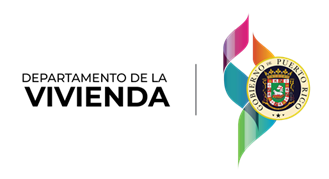 DEPARTAMENTO DE LA
VIVIENDA
GOBIERNO DE PUERTO RICO